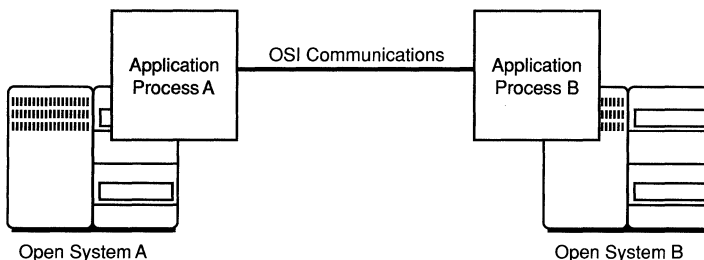 Application
Process A
OSI Communications
Application
Process B
Open System A
Open System B